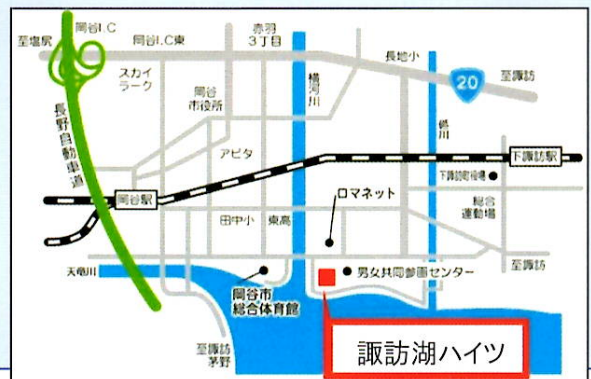 岡谷I.C
至塩尻
岡谷I.C東
赤羽
3丁目
長地小
スカイ
ラーク
岡谷
市役所
横河川
20
至諏訪
長野自動車道
砥川
アピタ
下諏訪駅
下諏訪町役場
岡谷駅
ロマネット
総合
運動場
田中小
東高
天竜川
男女共同参画センター
至諏訪
岡谷市
総合体育館
至諏訪
茅野
諏訪湖ハイツ